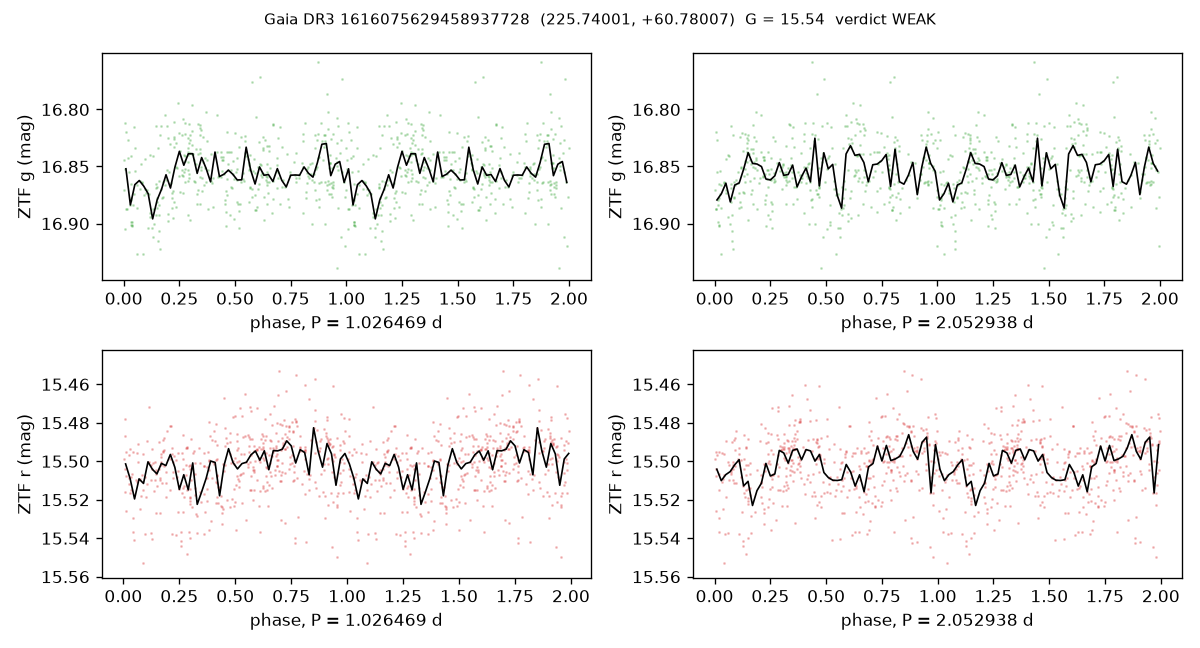 Gaia DR3 1616075629458937728 (225.74001, +60.78007) G = 15.54 verdict WEAK
ZTF g (mag)
16.80
16.85
16.90
0.00 0.25 0.50 0.75 1.00 1.25 1.50 1.75 2.00
phase, P = 1.026469 d
ZTF g (mag)
16.80
16.85
16.90
0.00 0.25 0.50 0.75 1.00 1.25 1.50 1.75 2.00
phase, P = 2.052938 d
ZTF r (mag)
15.46
15.48
15.50
15.52
15.54
15.56
0.00 0.25 0.50 0.75 1.00 1.25 1.50 1.75 2.00
phase, P = 1.026469 d
ZTF r (mag)
15.46
15.48
15.50
15.52
15.54
15.56
0.00 0.25 0.50 0.75 1.00 1.25 1.50 1.75 2.00
phase, P = 2.052938 d